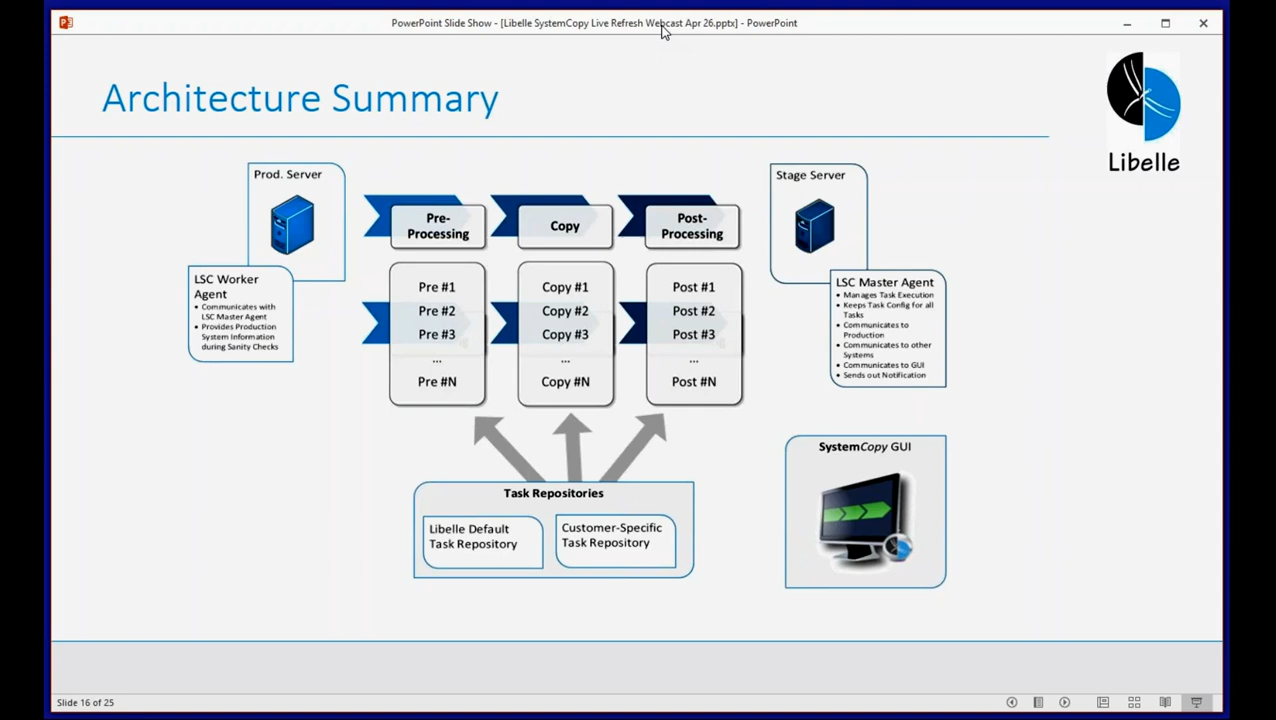 PowerPoint Slide Show - [Libelle SystemCopy Live Refresh Webcast Apr 26.pptx] - PowerPoint
Architecture Summary
Libelle
Prod. Server
LSC Worker
Agent
• Communicates with
LSC Master Agent
• Provides Production
System Information
during Sanity Checks
Pre-
Processing
Copy
Post-
Processing
Pre #1
Pre #2
Pre #3
...
Pre #N
Copy #1
Copy #2
Copy #3
...
Copy #N
Post #1
Post #2
Post #3
...
Post #N
Stage Server
LSC Master Agent
• Manages Task Execution
• Keeps Task Config for all
Tasks
• Communicates to
Production
• Communicates to other
Systems
• Communicates to GUI
• Sends out Notification
Task Repositories
Libelle Default
Task Repository
Customer-Specific
Task Repository
SystemCopy GUI
Slide 16 of 25